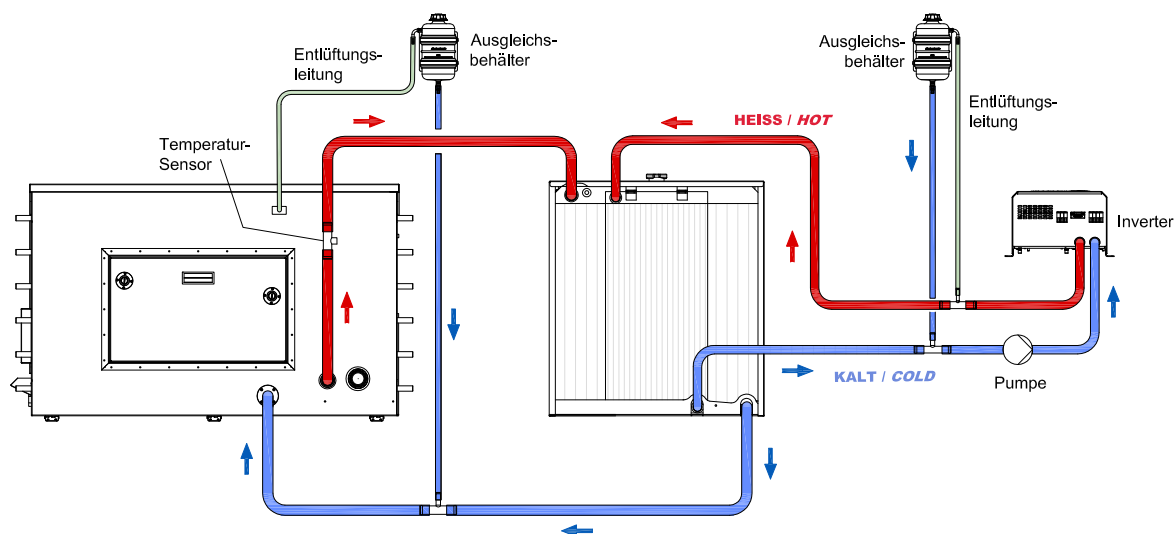 Entlüftungs-
leitung
Ausgleichs-
behälter
Ausgleichs-
behälter
Entlüftungs-
leitung
HEISS / HOT
Temperatur-
Sensor
Inverter
KALT / COLD
Pumpe